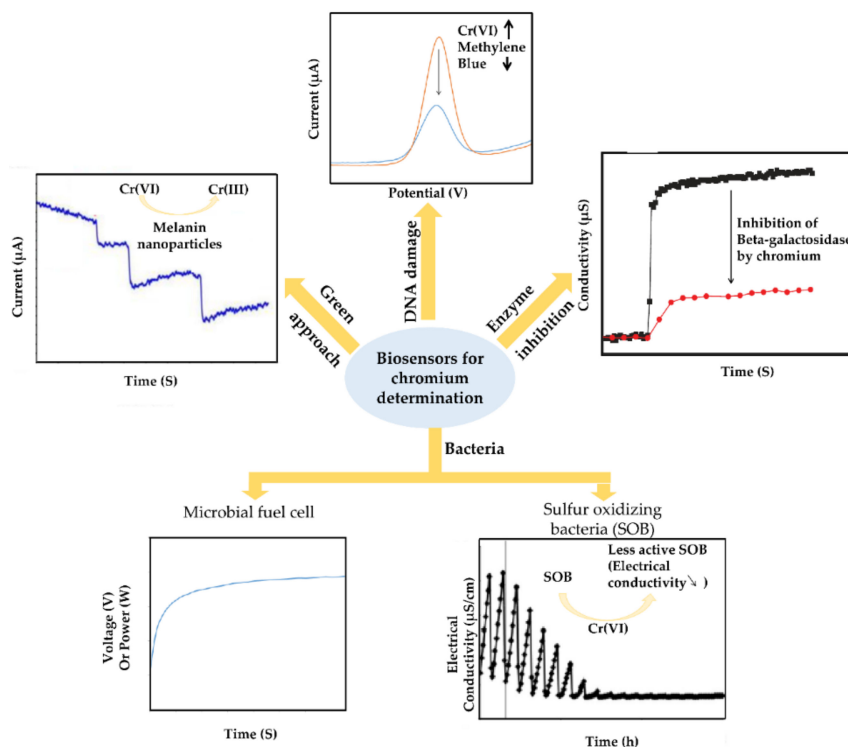 Cr(VI) ↑
Methylene
Blue ↓
Current (µA)
Potential (V)
Cr(VI)
Cr(III)
Melanin
nanoparticles
Current (µA)
Time (S)
Inhibition of
Beta-galactosidase
by chromium
Conductivity (µS)
Time (S)
Green
approach
DNA damage
Enzyme
inhibition
Biosensors for
chromium
determination
Bacteria
Microbial fuel cell
Voltage (V)
Or Power (W)
Time (S)
Sulfur oxidizing
bacteria (SOB)
Less active SOB
(Electrical
conductivity↘ )
SOB
Cr(VI)
Electrical
Conductivity (µS/cm)
Time (h)